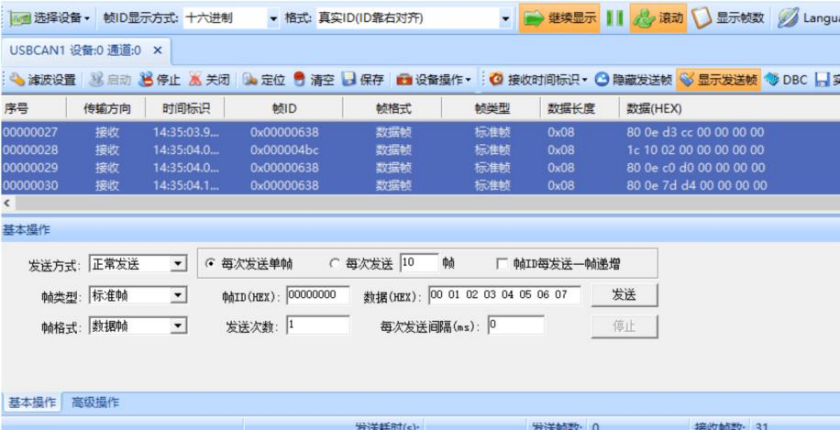 选择设备 帧ID显示方式: 十六进制 格式: 真实ID(ID靠右对齐) 继续显示 滚动 显示帧数 Langu
USBCAN1 设备:0 通道:0 ×
滤波设置 启动 停止 关闭 定位 清空 保存 设备操作 接收时间标识 隐藏发送帧 显示发送帧 DBC 实
序号 传输方向 时间标识 帧ID 帧格式 帧类型 数据长度 数据(HEX)
00000027 接收 14:35:03.9... 0x00000638 数据帧 标准帧 0x08 80 0e d3 cc 00 00 00 00
00000028 接收 14:35:04.0... 0x000004bc 数据帧 标准帧 0x08 1c 10 02 00 00 00 00 00
00000029 接收 14:35:04.0... 0x00000638 数据帧 标准帧 0x08 80 0e c0 d0 00 00 00 00
00000030 接收 14:35:04.1... 0x00000638 数据帧 标准帧 0x08 80 0e 7d d4 00 00 00 00
基本操作
发送方式: 正常发送 每次发送单帧 每次发送 10 帧 帧ID每发送一帧递增
帧类型: 标准帧 帧ID(HEX): 00000000 数据(HEX): 00 01 02 03 04 05 06 07 发送
帧格式: 数据帧 发送次数: 1 每次发送间隔(ms): 0 停止
基本操作 高级操作
发送耗时(s): 发送帧数: 0 接收帧数: 31